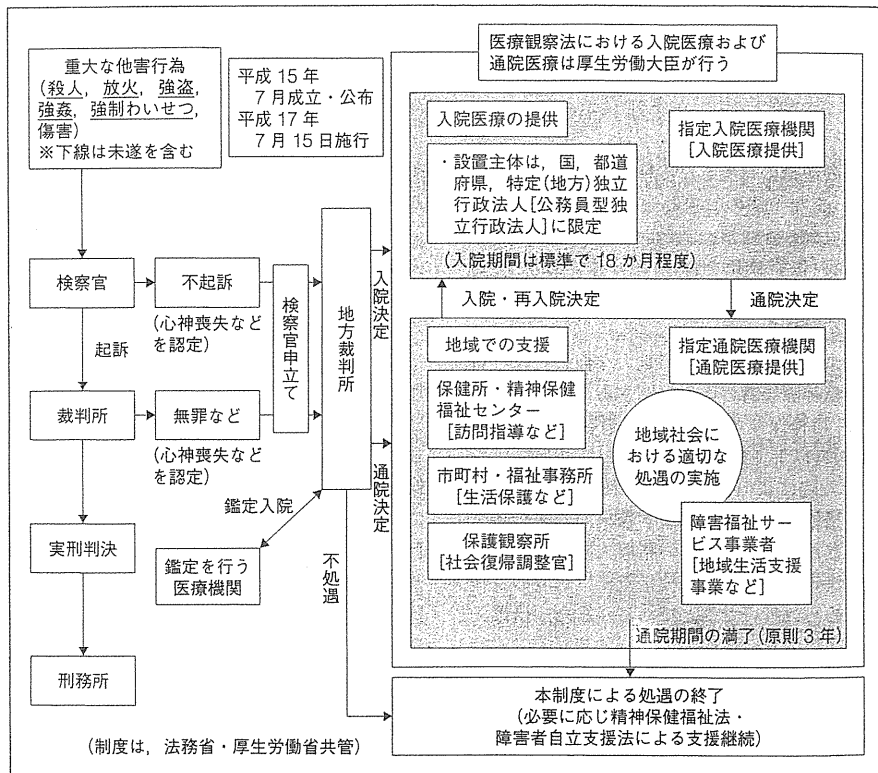 重大な他害行為
(殺人，放火，強盗，
強姦，強制わいせつ，
傷害)
※下線は未遂を含む
平成 15 年
7 月成立・公布
平成 17 年
7 月 15 日施行
検察官
起訴
不起訴
(心神喪失など
を認定)
裁判所
無罪など
(心神喪失など
を認定)
検察官申立て
地方裁判所
鑑定入院
鑑定を行う
医療機関
実刑判決
刑務所
(制度は，法務省・厚生労働省共管)
入院決定
通院決定
不処遇
医療観察法における入院医療および
通院医療は厚生労働大臣が行う
入院医療の提供
・設置主体は，国，都道
府県，特定(地方)独立
行政法人[公務員型独
立行政法人]に限定
指定入院医療機関
[入院医療提供]
(入院期間は標準で 18 か月程度)
入院・再入院決定
通院決定
地域での支援
保健所・精神保健
福祉センター
[訪問指導など]
市町村・福祉事務所
[生活保護など]
保護観察所
[社会復帰調整官]
指定通院医療機関
[通院医療提供]
地域社会に
おける適切な
処遇の実施
障害福祉サー
ビス事業者
[地域生活支援
事業など]
通院期間の満了(原則 3 年)
本制度による処遇の終了
(必要に応じ精神保健福祉法・
障害者自立支援法による支援継続)